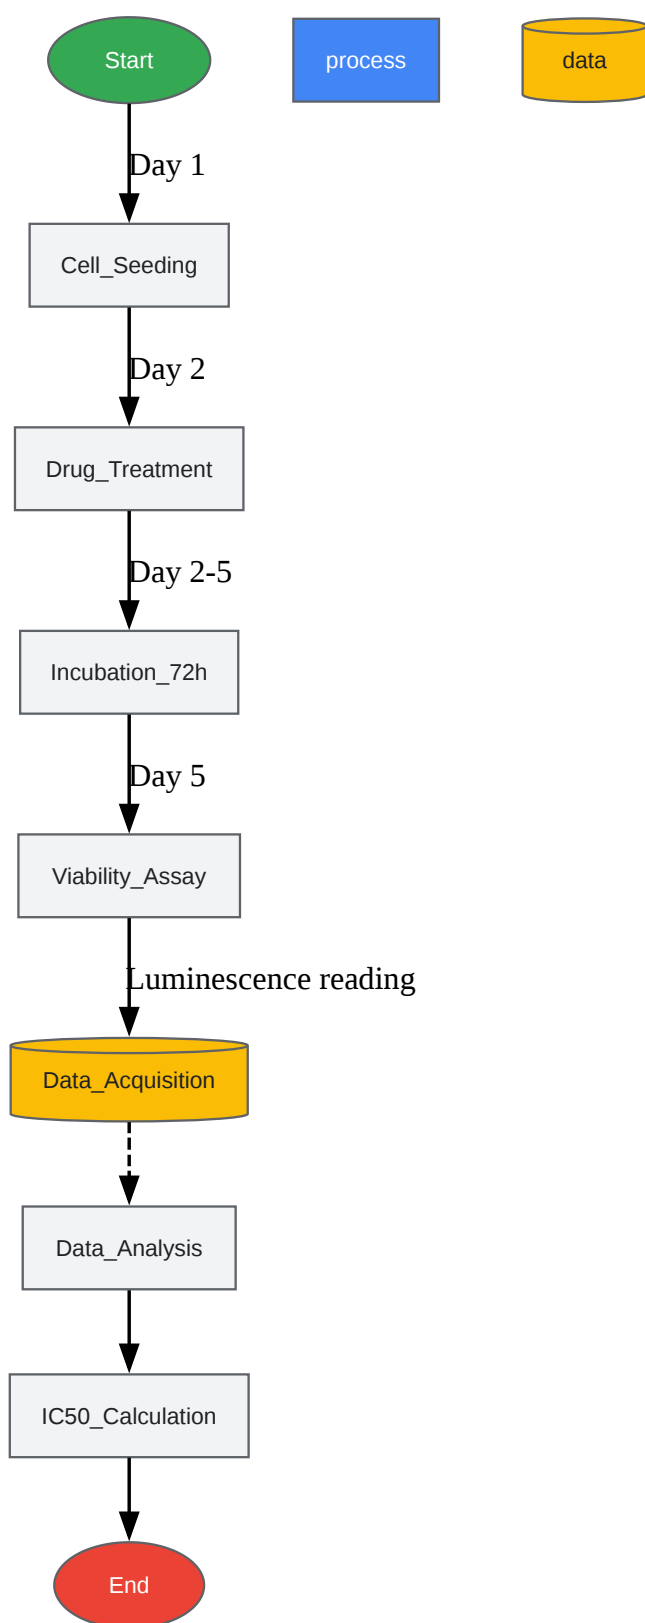 Start
process
data
Day 1
Cell_Seeding
Day 2
Drug_Treatment
Day 2-5
Incubation_72h
Day 5
Viability_Assay
Luminescence reading
Data_Acquisition
Data_Analysis
IC50_Calculation
End